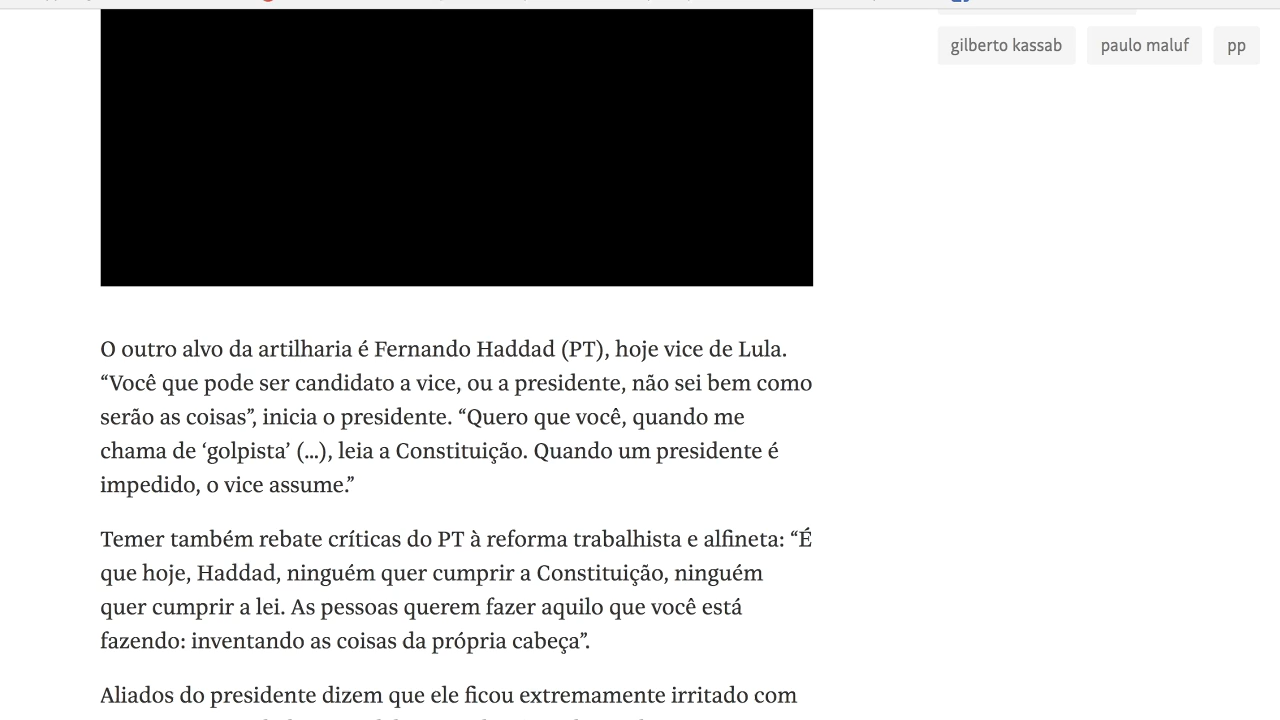 gilberto kassab paulo maluf pp
O outro alvo da artilharia é Fernando Haddad (PT), hoje vice de Lula.
“Você que pode ser candidato a vice, ou a presidente, não sei bem como
serão as coisas”, inicia o presidente. “Quero que você, quando me
chama de ‘golpista’ (...), leia a Constituição. Quando um presidente é
impedido, o vice assume.”
Temer também rebate críticas do PT à reforma trabalhista e alfineta: “É
que hoje, Haddad, ninguém quer cumprir a Constituição, ninguém
quer cumprir a lei. As pessoas querem fazer aquilo que você está
fazendo: inventando as coisas da própria cabeça”.
Aliados do presidente dizem que ele ficou extremamente irritado com